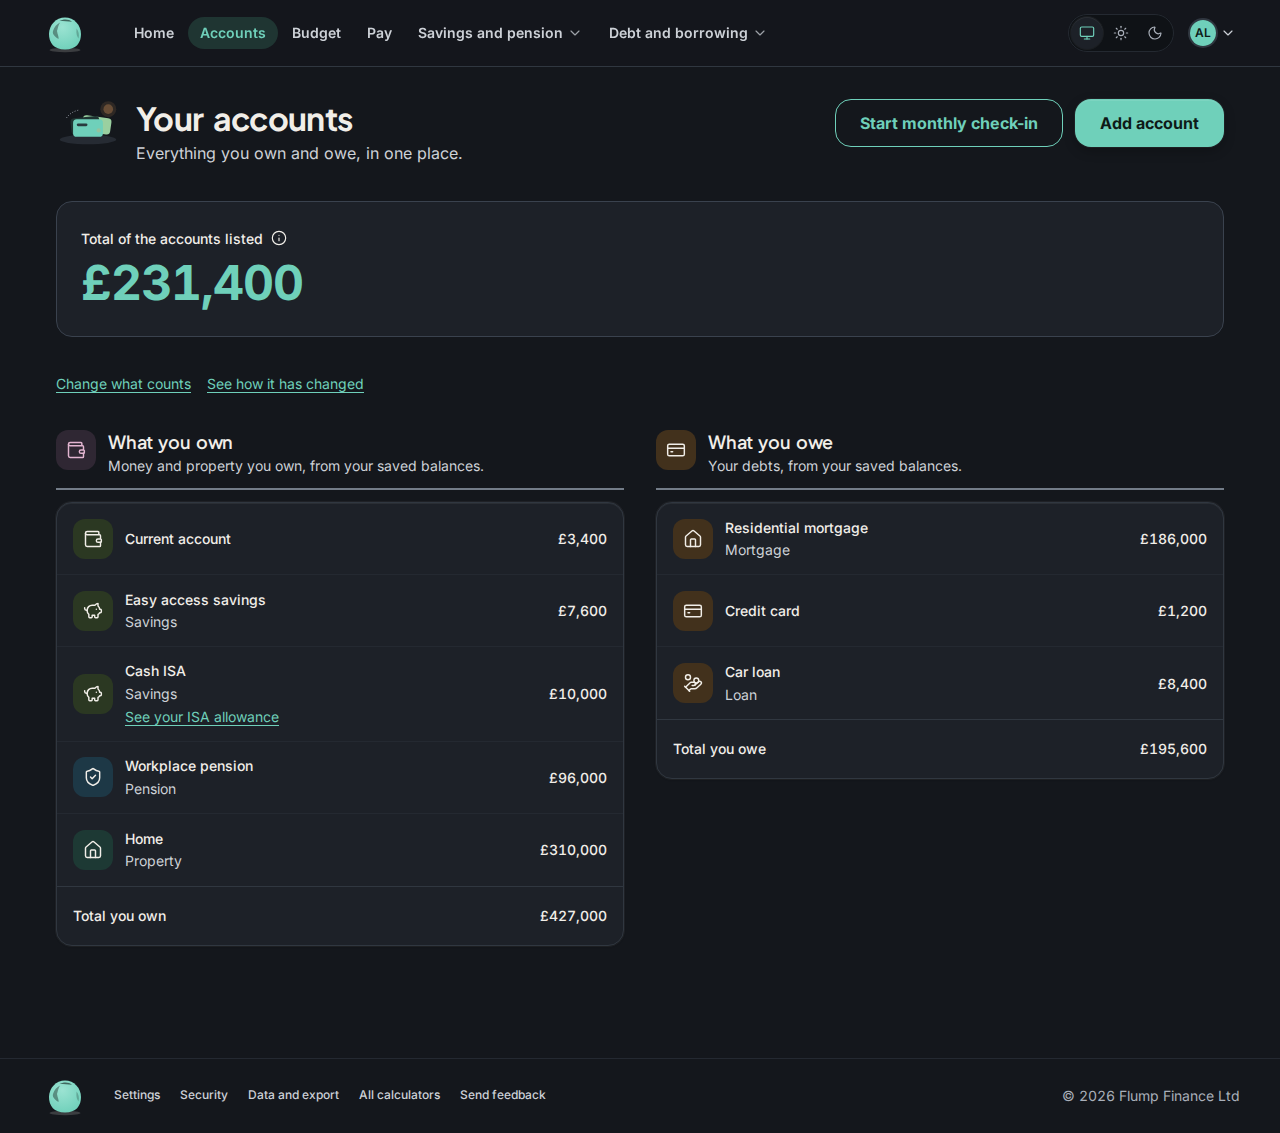 Home
Accounts
Budget
Pay
Savings and pension
Debt and borrowing
AL
Your accounts
Everything you own and owe, in one place.
Start monthly check-in
Add account
Total of the accounts listed
£231,400
Change what counts
See how it has changed
What you own
Money and property you own, from your saved balances.
Current account
£3,400
Easy access savings
Savings
£7,600
Cash ISA
Savings
See your ISA allowance
£10,000
Workplace pension
Pension
£96,000
Home
Property
£310,000
Total you own
£427,000
What you owe
Your debts, from your saved balances.
Residential mortgage
Mortgage
£186,000
Credit card
£1,200
Car loan
Loan
£8,400
Total you owe
£195,600
Settings
Security
Data and export
All calculators
Send feedback
© 2026 Flump Finance Ltd